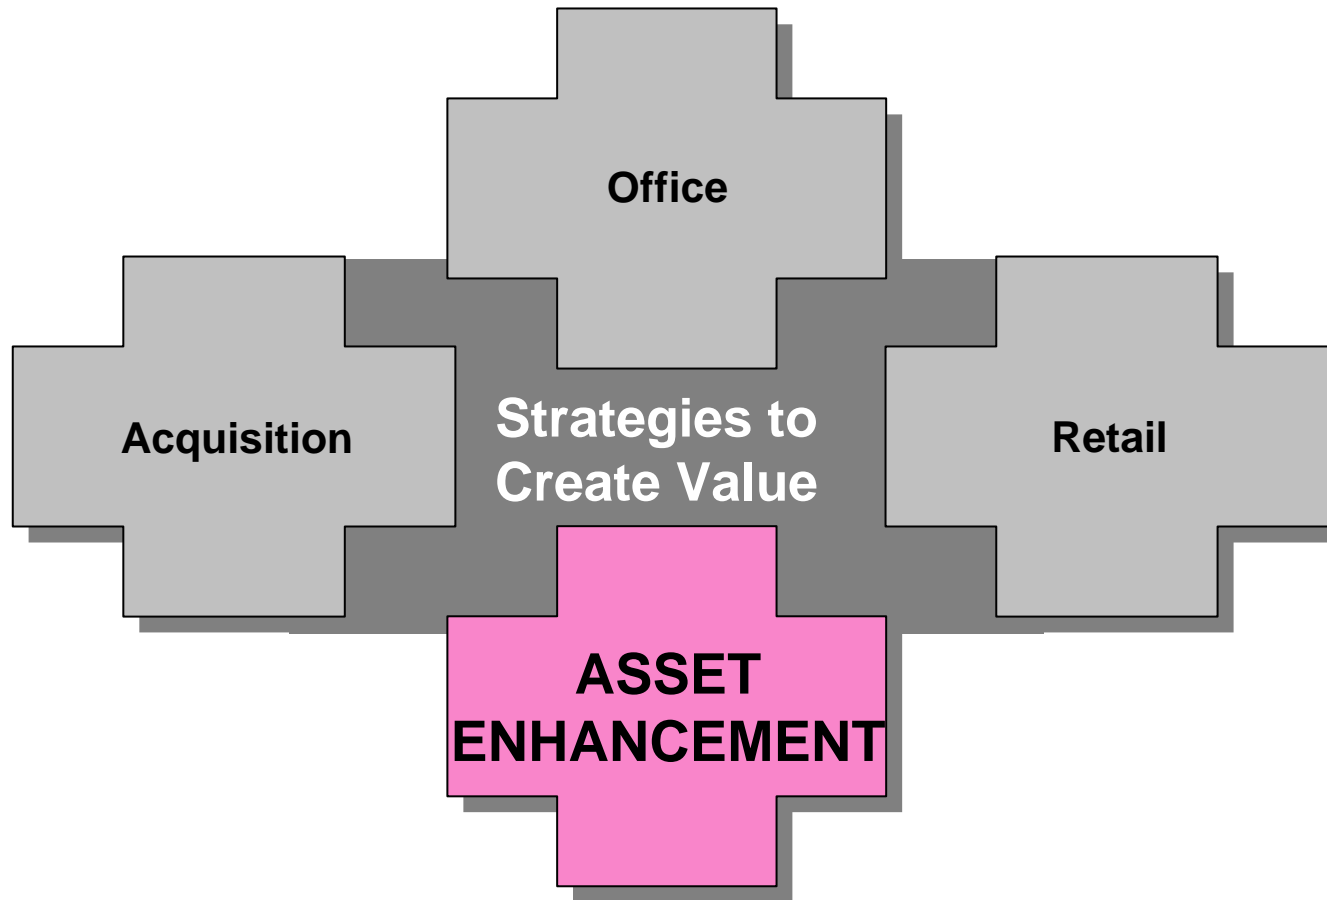 Office
Acquisition
Strategies to
Create Value
Retail
ASSET
ENHANCEMENT